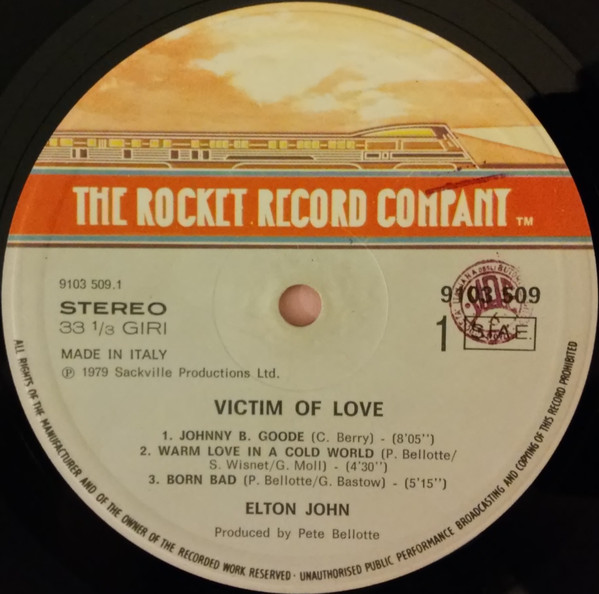 THE ROCKET RECORD COMPANY TM
9103 509.1
STEREO
33 1/3 GIRI
9103 509
1 S.I.A.E.
MADE IN ITALY
℗ 1979 Sackville Productions Ltd.
VICTIM OF LOVE
1. JOHNNY B. GOODE (C. Berry) - (8'05'')
2. WARM LOVE IN A COLD WORLD (P. Bellotte/
S. Wisnet/G. Moll) - (4'30'')
3. BORN BAD (P. Bellotte/G. Bastow) - (5'15'')
ELTON JOHN
Produced by Pete Bellotte
ALL RIGHTS OF THE MANUFACTURER AND OF THE OWNER OF THE RECORDED WORK RESERVED · UNAUTHORISED PUBLIC PERFORMANCE BROADCASTING AND COPYING OF THIS RECORD PROHIBITED